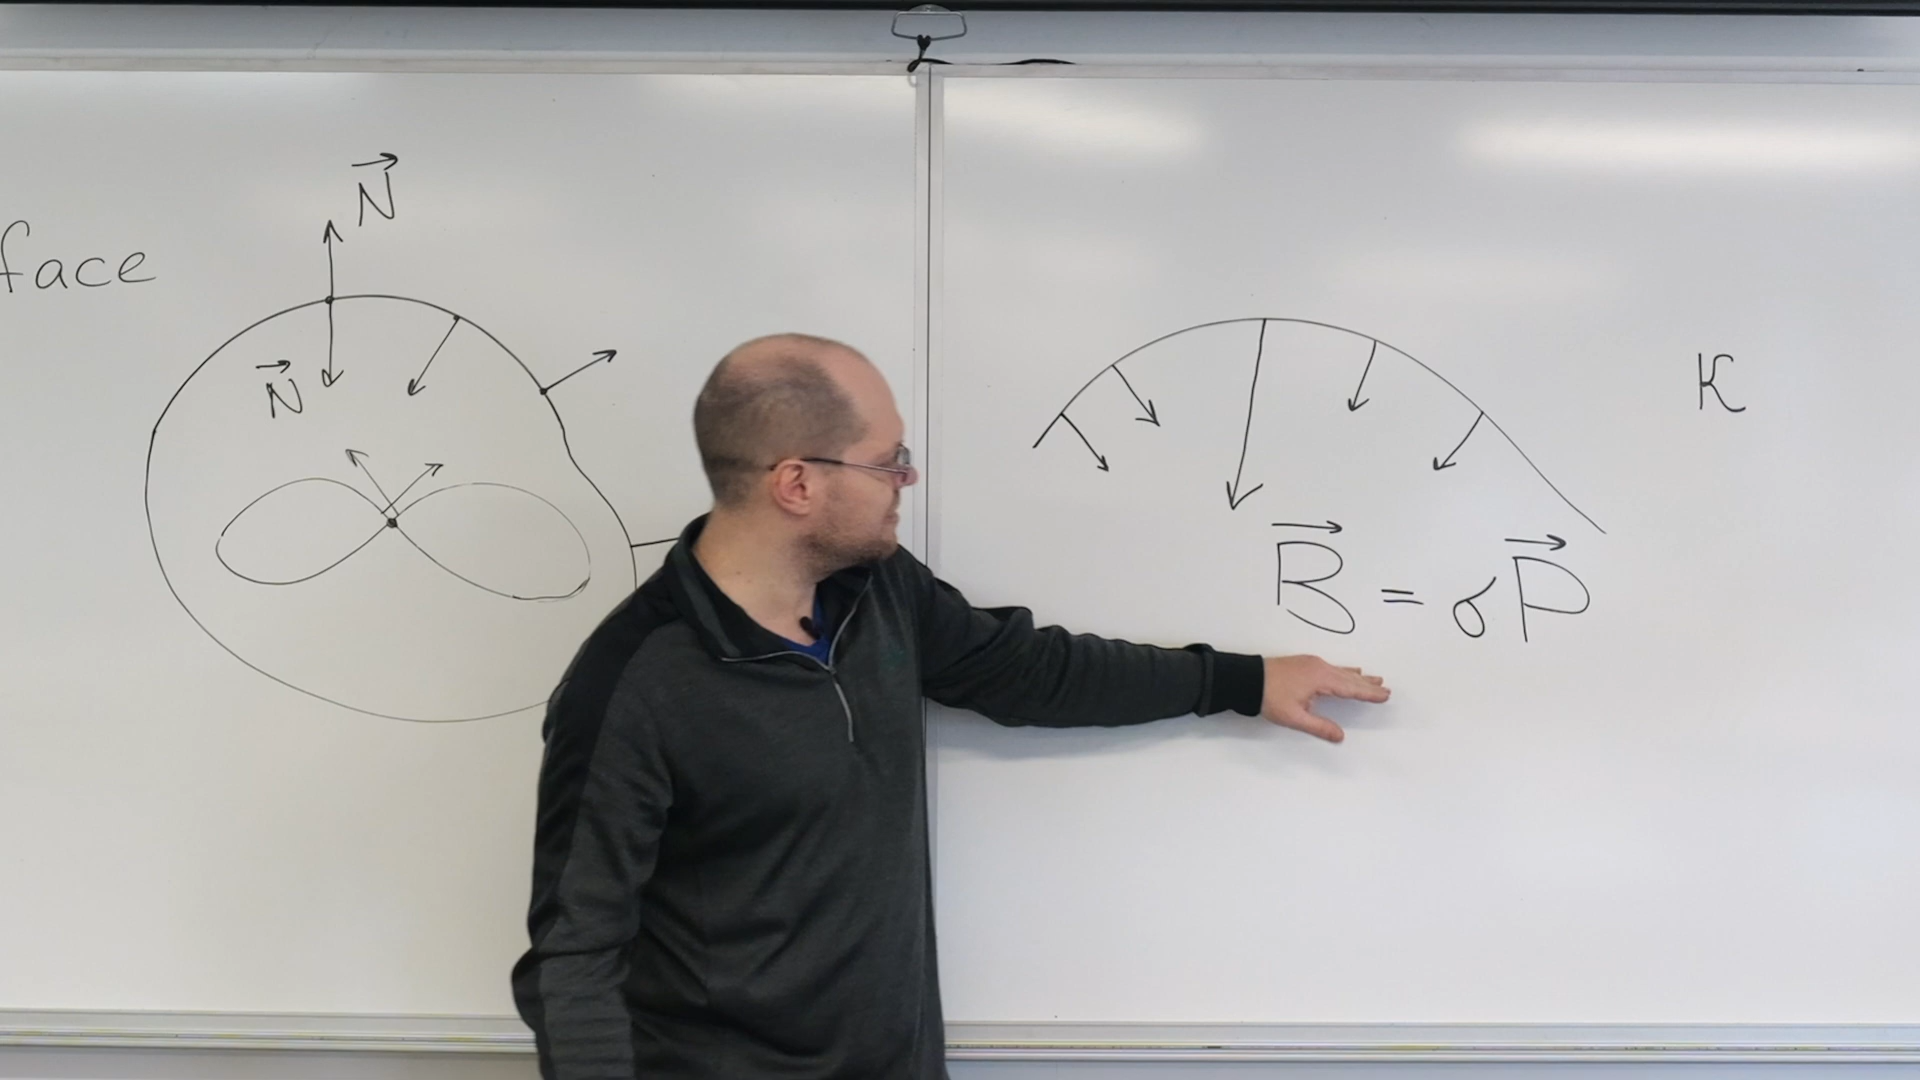 face
N⃗
N⃗
K
B⃗ = σP⃗